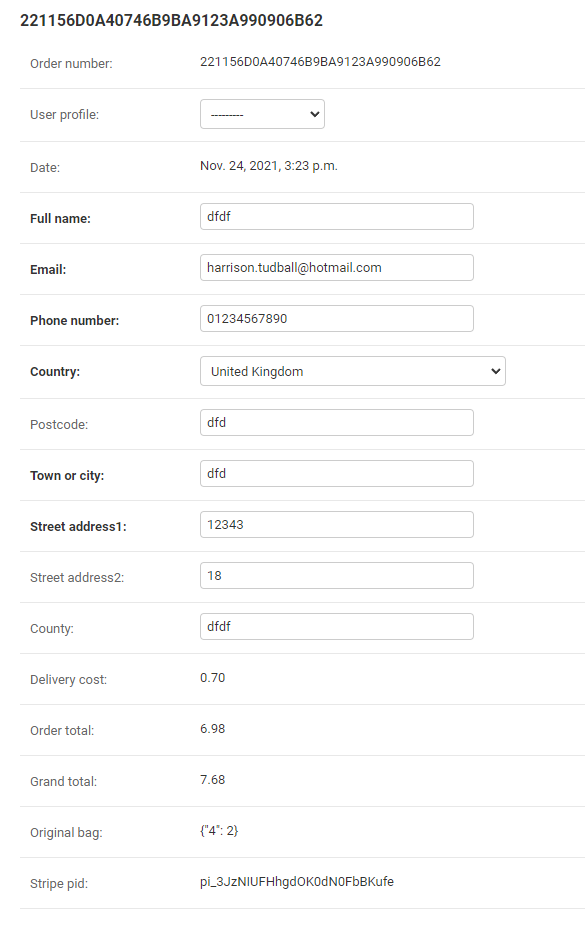 221156D0A40746B9BA9123A990906B62
Order number: 221156D0A40746B9BA9123A990906B62
User profile: ---------
Date: Nov. 24, 2021, 3:23 p.m.
Full name: dfdf
Email: harrison.tudball@hotmail.com
Phone number: 01234567890
Country: United Kingdom
Postcode: dfd
Town or city: dfd
Street address1: 12343
Street address2: 18
County: dfdf
Delivery cost: 0.70
Order total: 6.98
Grand total: 7.68
Original bag: {"4": 2}
Stripe pid: pi_3JzNIUFHhgdOK0dN0FbBKufe